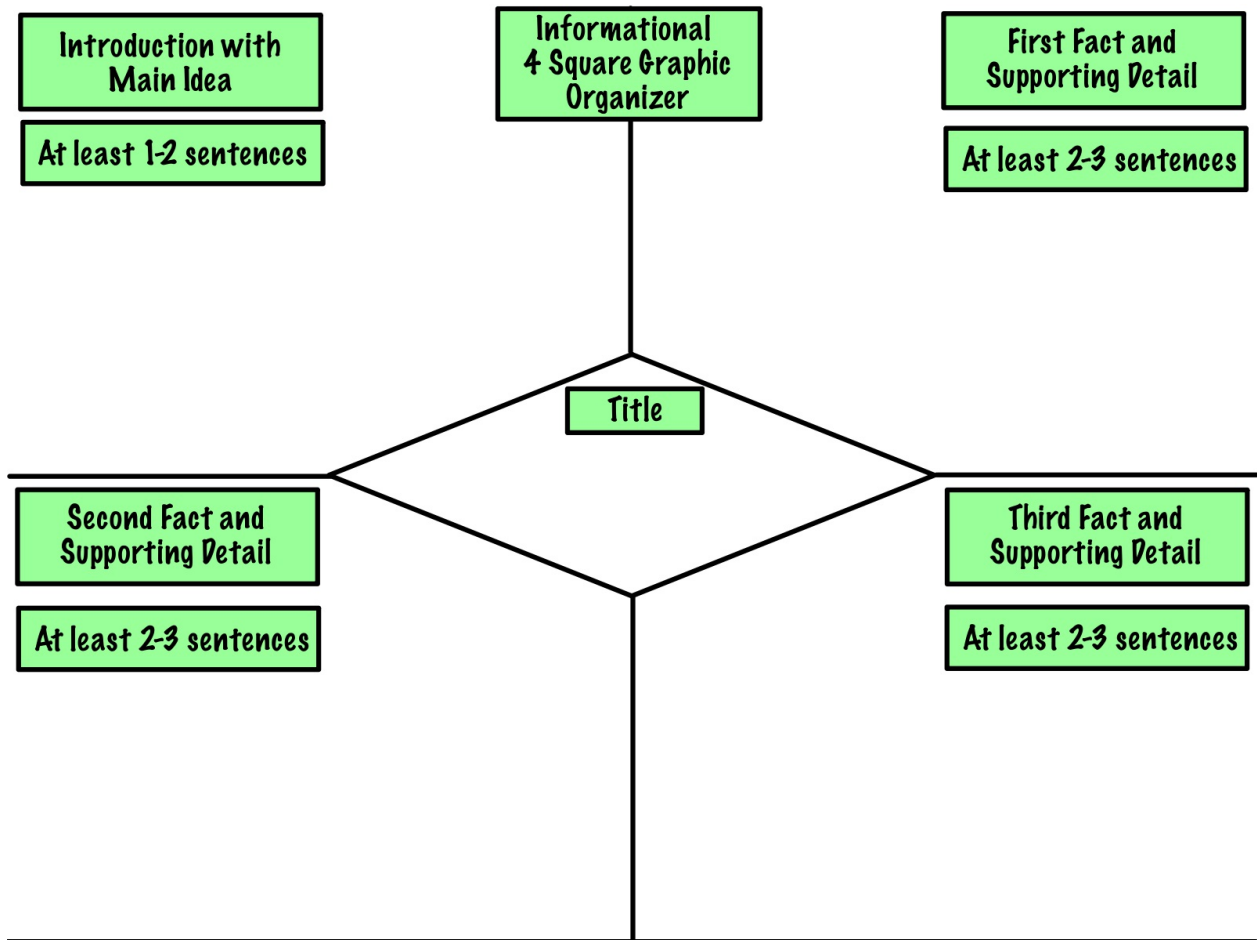 Introduction with
Main Idea
At least 1-2 sentences
Informational
4 Square Graphic
Organizer
First Fact and
Supporting Detail
At least 2-3 sentences
Title
Second Fact and
Supporting Detail
At least 2-3 sentences
Third Fact and
Supporting Detail
At least 2-3 sentences